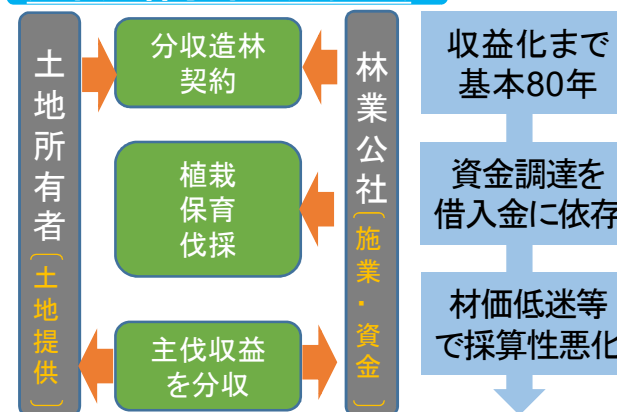 土地所有者〔土地提供〕
分収造林
契約
植栽
保育
伐採
主伐収益
を分収
林業公社〔施業・資金〕
収益化まで
基本80年
資金調達を
借入金に依存
材価低迷等
で採算性悪化